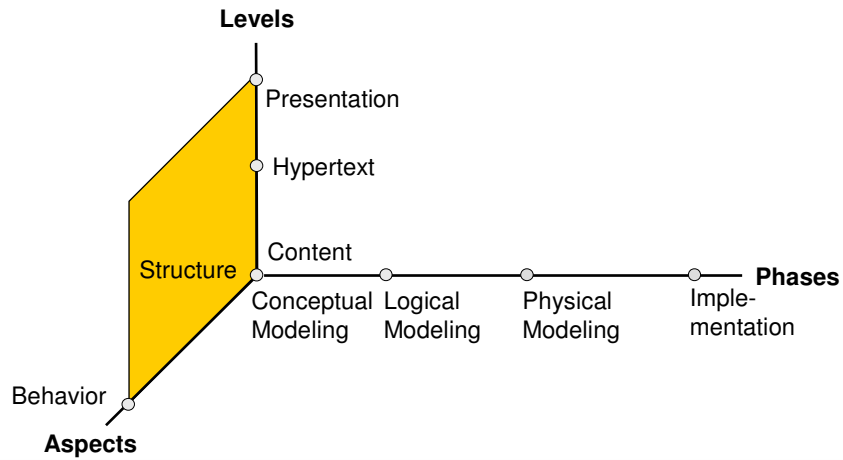 Levels
Presentation
Hypertext
Content
Structure
Phases
Conceptual
Modeling
Logical
Modeling
Physical
Modeling
Imple-
mentation
Behavior
Aspects